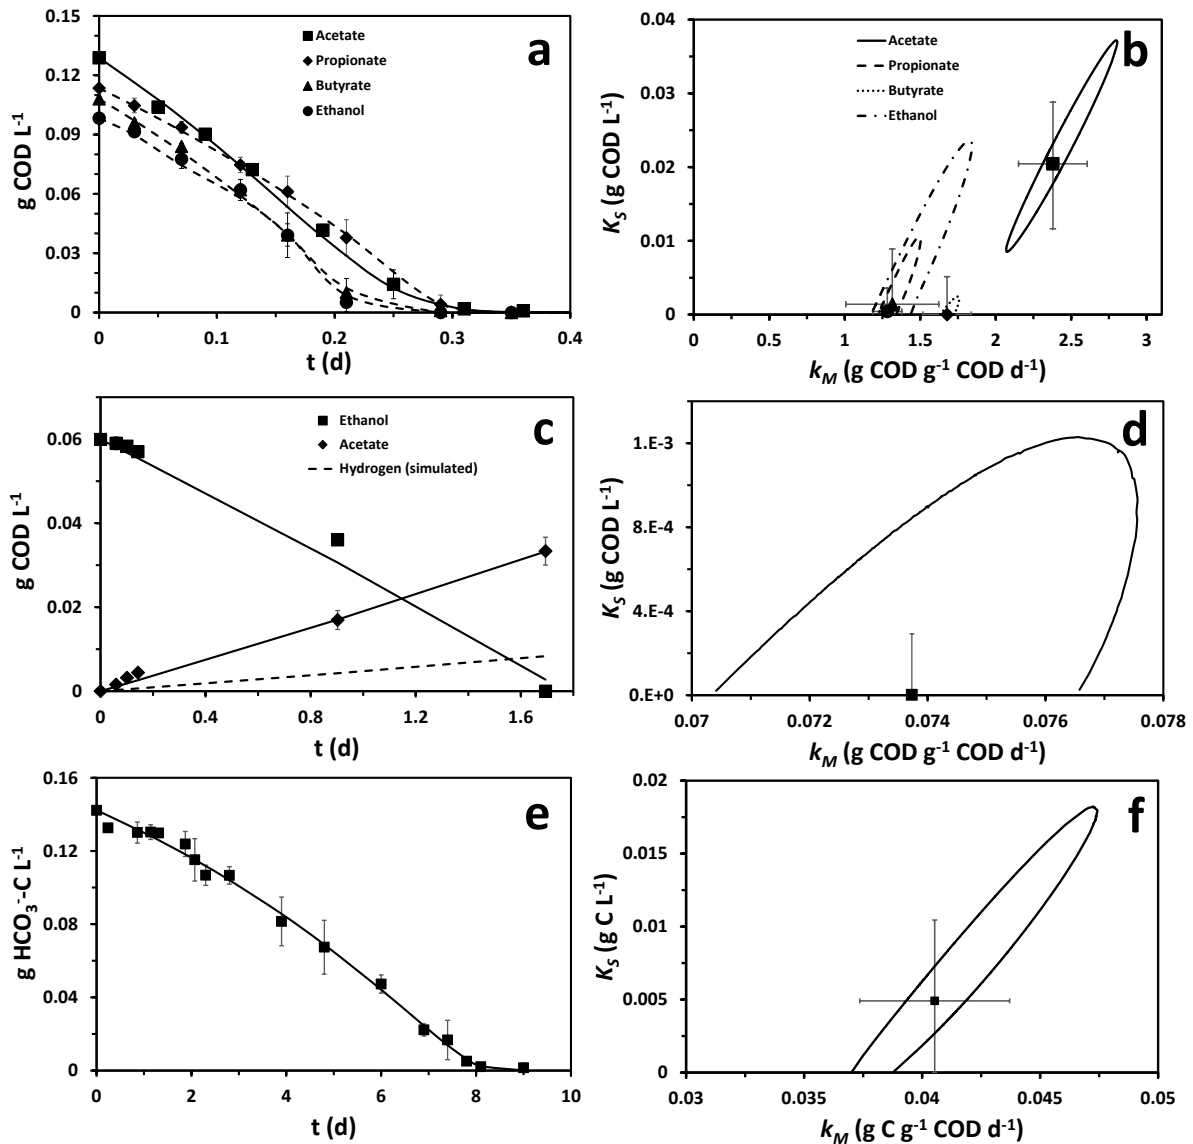 a
g COD L⁻¹
0.15
0.12
0.09
0.06
0.03
0
Acetate
Propionate
Butyrate
Ethanol
0 0.1 0.2 0.3 0.4
t (d)
b
K_S (g COD L⁻¹)
0.04
0.03
0.02
0.01
0
Acetate
Propionate
Butyrate
Ethanol
0 0.5 1 1.5 2 2.5 3
k_M (g COD g⁻¹ COD d⁻¹)
c
g COD L⁻¹
0.06
0.04
0.02
0
Ethanol
Acetate
Hydrogen (simulated)
0 0.4 0.8 1.2 1.6
t (d)
d
K_S (g COD L⁻¹)
1.E-3
8.E-4
4.E-4
0.E+0
0.07 0.072 0.074 0.076 0.078
k_M (g COD g⁻¹ COD d⁻¹)
e
g HCO₃⁻-C L⁻¹
0.16
0.12
0.08
0.04
0
0 2 4 6 8 10
t (d)
f
K_S (g C L⁻¹)
0.02
0.015
0.01
0.005
0
0.03 0.035 0.04 0.045 0.05
k_M (g C g⁻¹ COD d⁻¹)